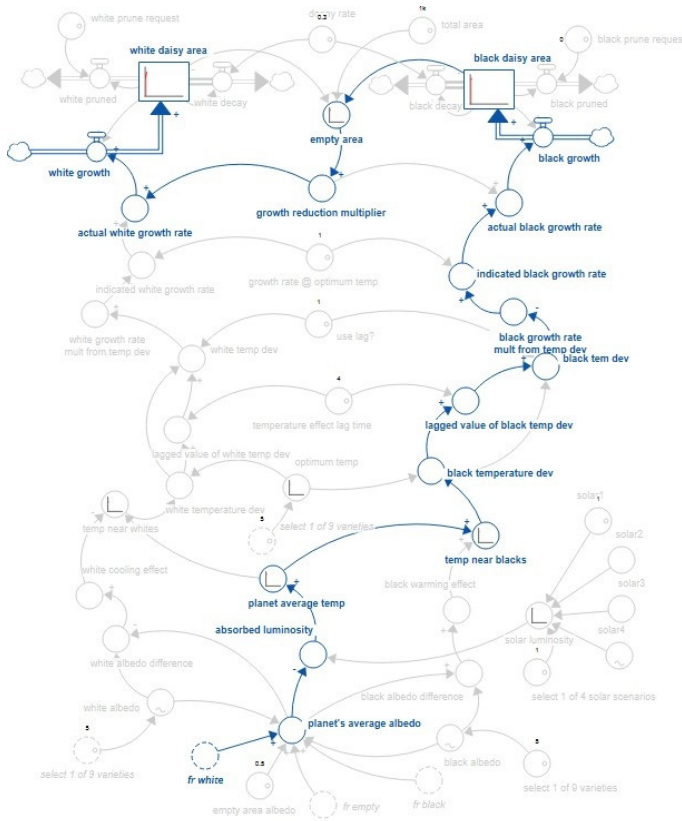 white prune request
decay rate
0.3
1k
total area
white daisy area
black daisy area
0
black prune reques
white pruned
white decay
black decay
black pruned
empty area
white growth
black growth
growth reduction multiplier
actual white growth rate
actual black growth rate
1
indicated white growth rate
growth rate @ optimum temp
indicated black growth rate
1
white growth rate
mult from temp dev
white temp dev
use lag?
black growth rate
mult from temp dev
black tem dev
4
temperature effect lag time
lagged value of black temp dev
lagged value of white temp dev
optimum temp
black temperature dev
white temperature dev
5
select 1 of 9 varieties
temp near whites
temp near blacks
1
solar1
solar2
solar3
solar4
solar luminosity
1
select 1 of 4 solar scenarios
white cooling effect
planet average temp
black warming effect
absorbed luminosity
white albedo difference
black albedo difference
white albedo
planet's average albedo
black albedo
5
select 1 of 9 varieties
fr white
0.5
empty area albedo
fr empty
fr black
5
select 1 of 9 varieties